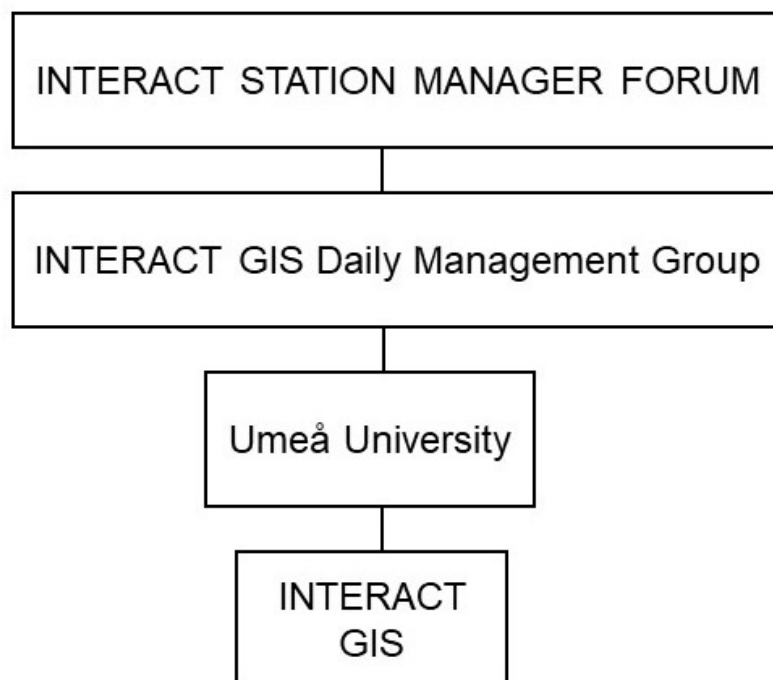 INTERACT STATION MANAGER FORUM
INTERACT GIS Daily Management Group
Umeå University
INTERACT
GIS